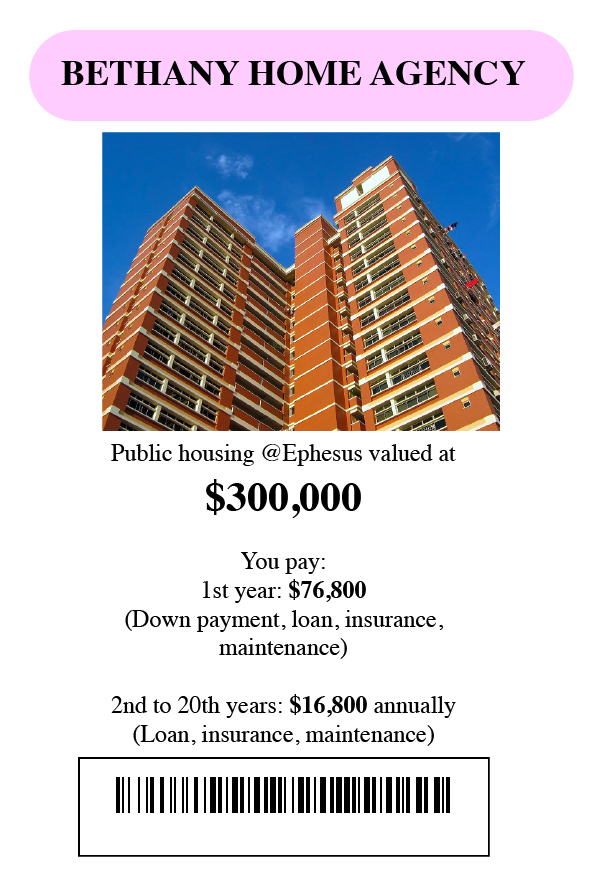 BETHANY HOME AGENCY
Public housing @Ephesus valued at
$300,000
You pay:
1st year: $76,800
(Down payment, loan, insurance,
maintenance)
2nd to 20th years: $16,800 annually
(Loan, insurance, maintenance)